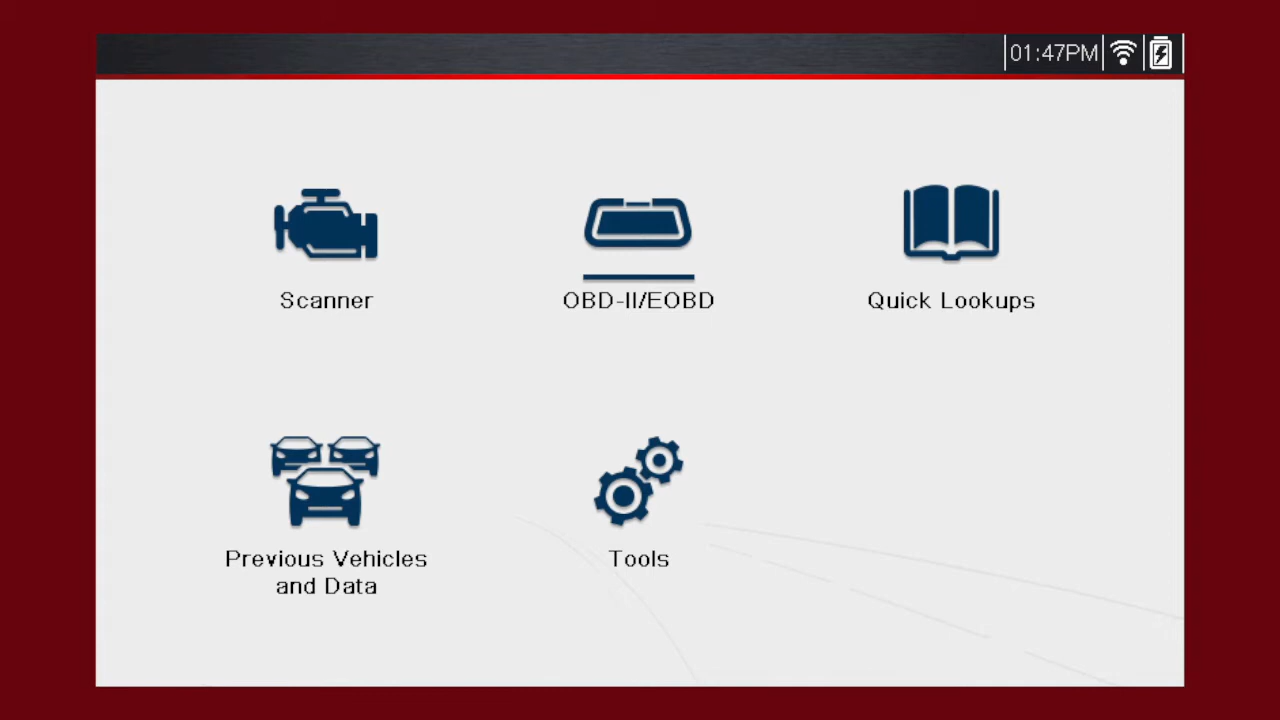 01:47PM
Scanner
OBD-II/EOBD
Quick Lookups
Previous Vehicles
and Data
Tools